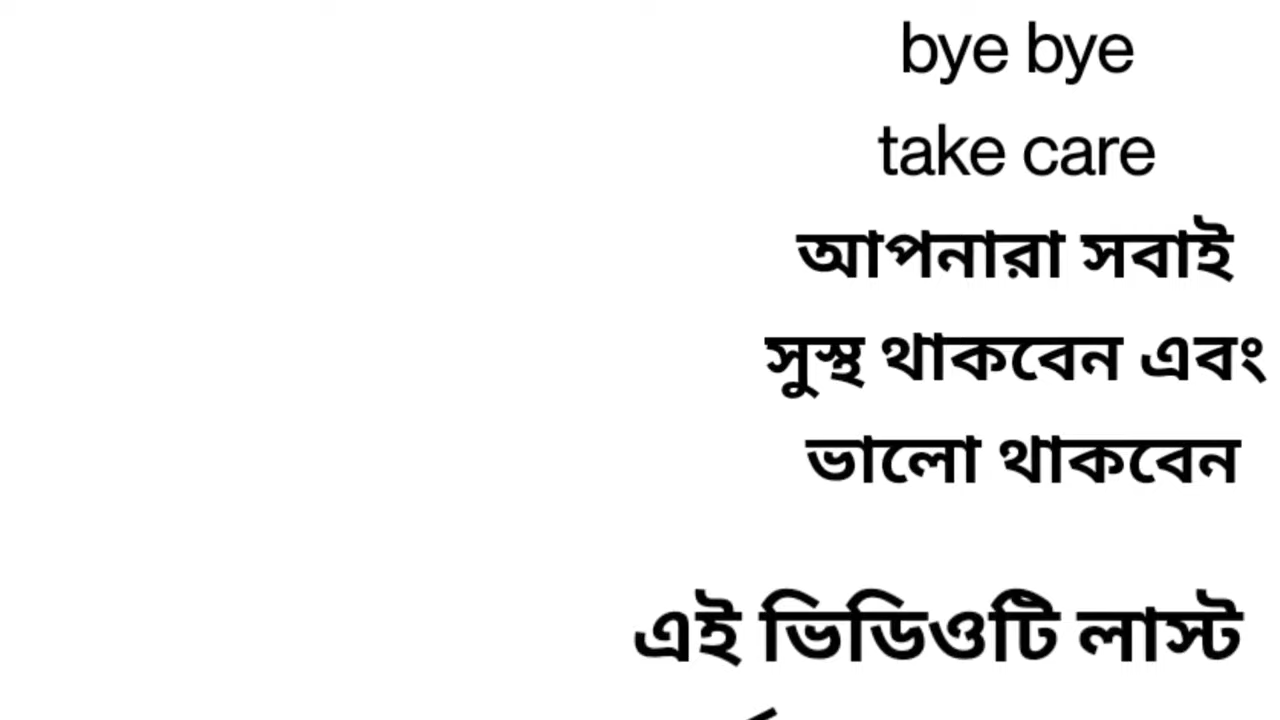 bye bye
take care
আপনারা সবাই
সুস্থ থাকবেন এবং
ভালো থাকবেন
এই ভিডিওটি লাস্ট